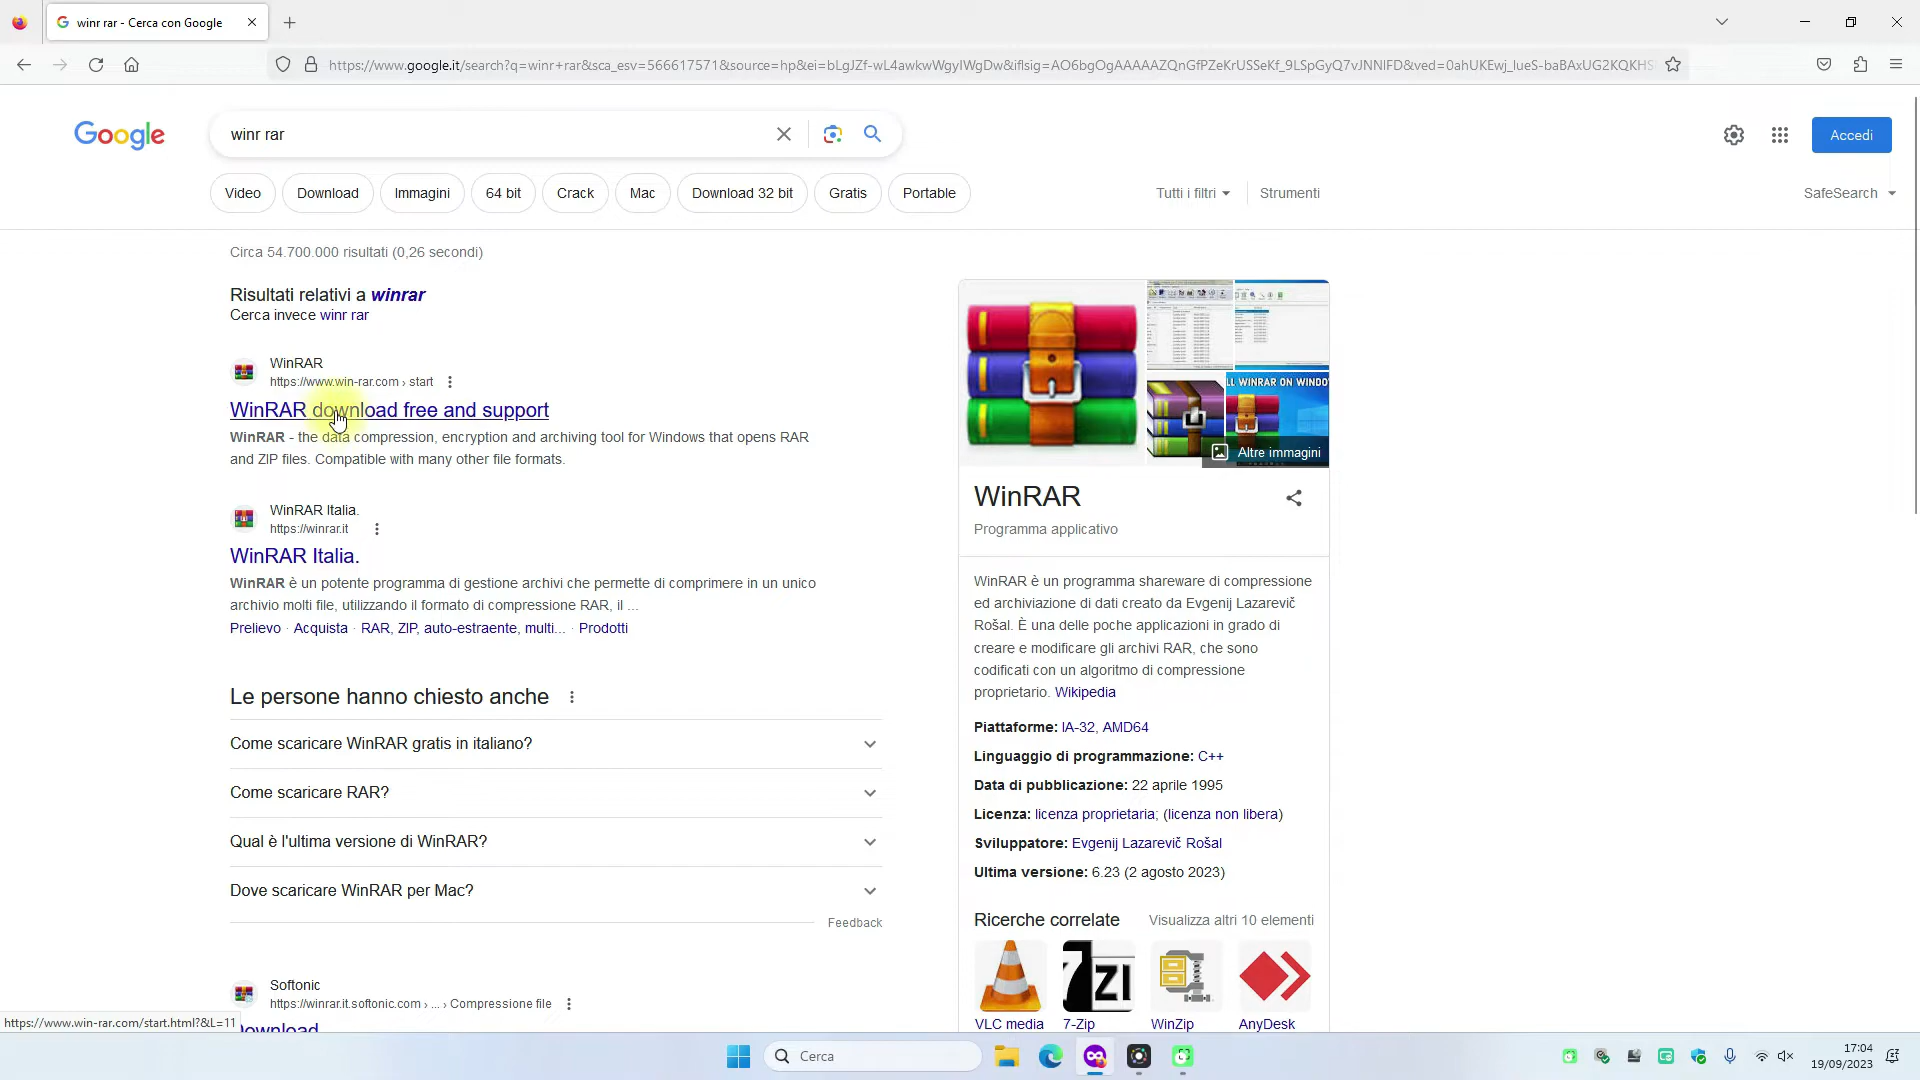 winr rar - Cerca con Google
https://www.google.it/search?q=winr+rar&sca_esv=566617571&source=hp&ei=bLgJZf-wL4awkwWgyIWgDw&iflsig=AO6bgOgAAAAAZQnGfPZeKrUSSeKf_9LSpGyQ7vJNNIFD&ved=0ahUKEwj_lueS-baBAxUG2KQKHS
Google
winr rar
Accedi
Video
Download
Immagini
64 bit
Crack
Mac
Download 32 bit
Gratis
Portable
Tutti i filtri
Strumenti
SafeSearch
Circa 54.700.000 risultati (0,26 secondi)
Risultati relativi a winrar
Cerca invece winr rar
WinRAR
https://www.win-rar.com › start
WinRAR download free and support
WinRAR - the data compression, encryption and archiving tool for Windows that opens RAR
and ZIP files. Compatible with many other file formats.
WinRAR Italia.
https://winrar.it
WinRAR Italia.
WinRAR è un potente programma di gestione archivi che permette di comprimere in un unico
archivio molti file, utilizzando il formato di compressione RAR, il ...
Prelievo · Acquista · RAR, ZIP, auto-estraente, multi... · Prodotti
Le persone hanno chiesto anche
Come scaricare WinRAR gratis in italiano?
Come scaricare RAR?
Qual è l'ultima versione di WinRAR?
Dove scaricare WinRAR per Mac?
Feedback
Softonic
https://winrar.it.softonic.com › ... › Compressione file
Download
https://www.win-rar.com/start.html?&L=11
LL WINRAR ON WINDOW
Altre immagini
WinRAR
Programma applicativo
WinRAR è un programma shareware di compressione
ed archiviazione di dati creato da Evgenij Lazarevič
Rošal. È una delle poche applicazioni in grado di
creare e modificare gli archivi RAR, che sono
codificati con un algoritmo di compressione
proprietario. Wikipedia
Piattaforme: IA-32, AMD64
Linguaggio di programmazione: C++
Data di pubblicazione: 22 aprile 1995
Licenza: licenza proprietaria; (licenza non libera)
Sviluppatore: Evgenij Lazarevič Rošal
Ultima versione: 6.23 (2 agosto 2023)
Ricerche correlate
Visualizza altri 10 elementi
7ZI
VLC media
7-Zip
WinZip
AnyDesk
Cerca
17:04
19/09/2023